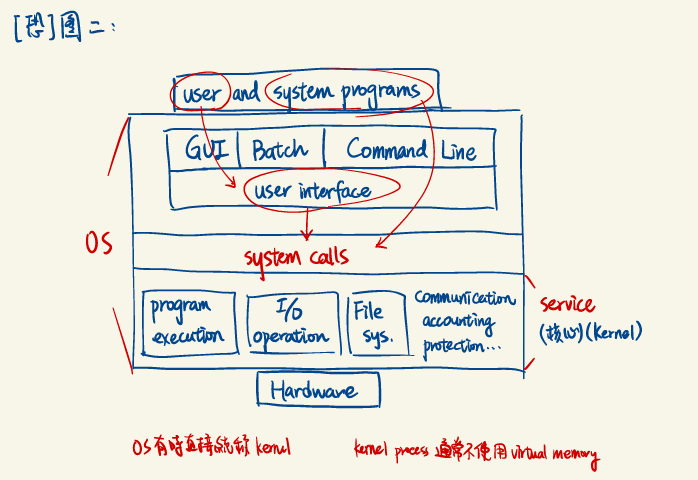 [恐]圖二:
user and system programs
GUI Batch Command Line
user interface
OS
system calls
program execution
I/O operation
File sys.
communication
accounting
protection...
service
(核心)(Kernel)
Hardware
OS有時直接統稱 kernel
kernel process 通常不使用 virtual memory